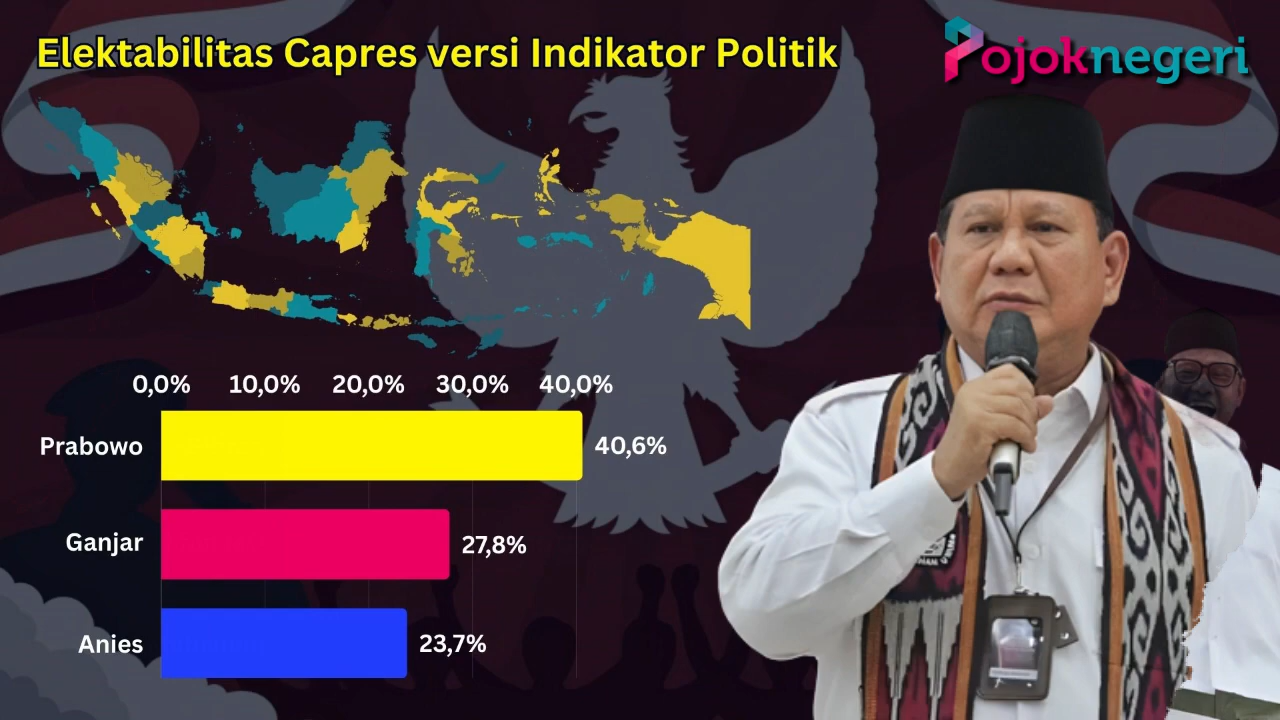 Elektabilitas Capres versi Indikator Politik
Pojoknegeri
0,0% 10,0% 20,0% 30,0% 40,0%
Prabowo 40,6%
Ganjar 27,8%
Anies 23,7%